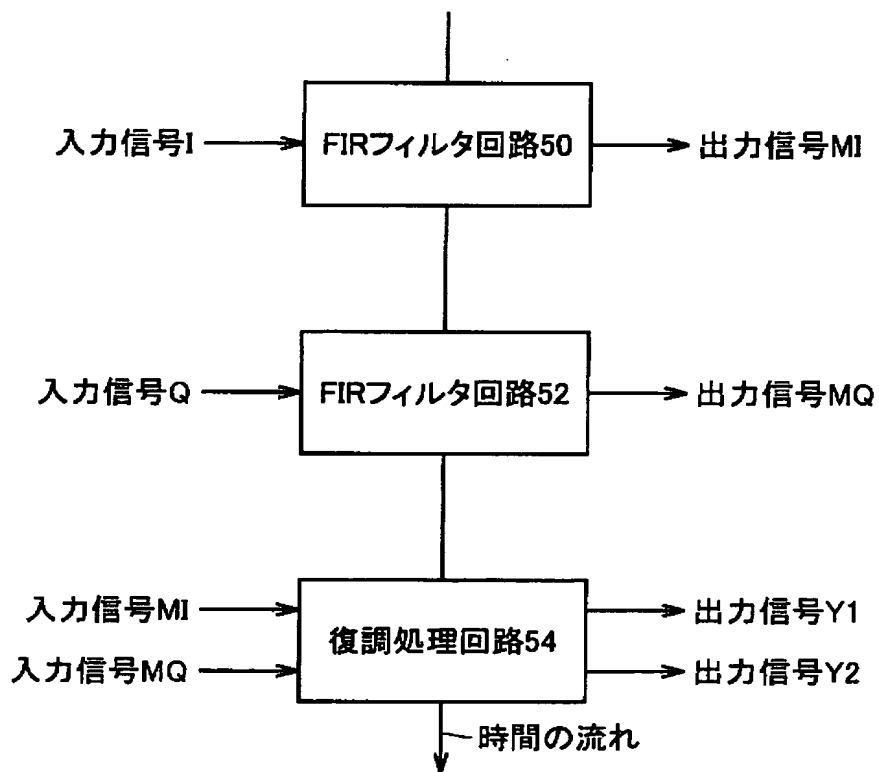 入力信号I
FIRフィルタ回路50
出力信号MI
入力信号Q
FIRフィルタ回路52
出力信号MQ
入力信号MI
入力信号MQ
復調処理回路54
出力信号Y1
出力信号Y2
時間の流れ